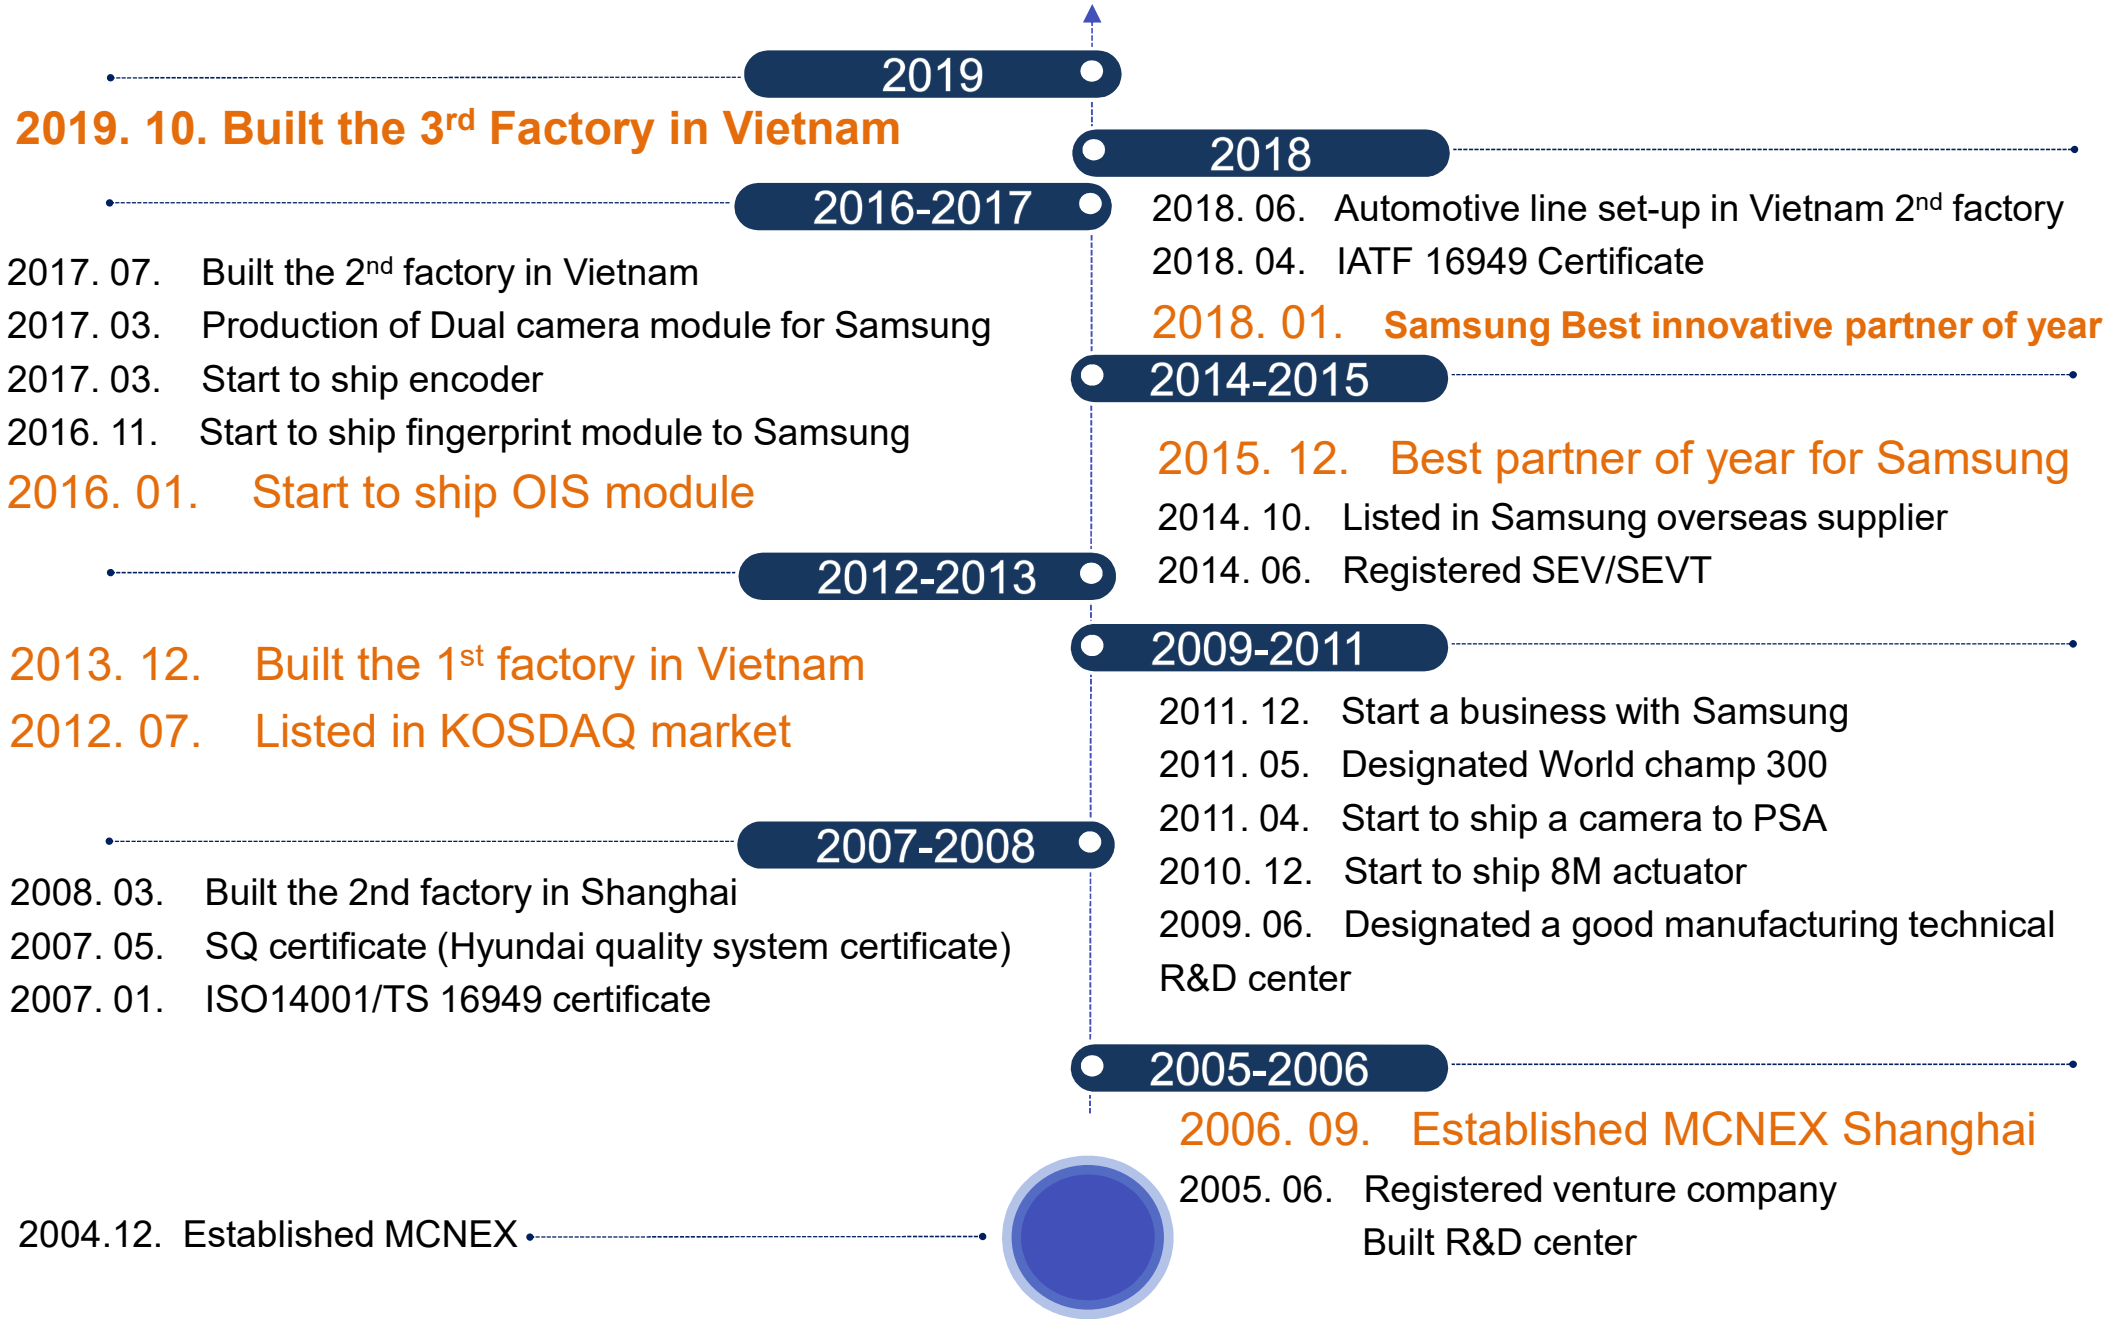 2019
2019. 10. Built the 3rd Factory in Vietnam
2018
2018. 06. Automotive line set-up in Vietnam 2nd factory
2018. 04. IATF 16949 Certificate
2018. 01. Samsung Best innovative partner of year
2016-2017
2017. 07. Built the 2nd factory in Vietnam
2017. 03. Production of Dual camera module for Samsung
2017. 03. Start to ship encoder
2016. 11. Start to ship fingerprint module to Samsung
2016. 01. Start to ship OIS module
2014-2015
2015. 12. Best partner of year for Samsung
2014. 10. Listed in Samsung overseas supplier
2014. 06. Registered SEV/SEVT
2012-2013
2013. 12. Built the 1st factory in Vietnam
2012. 07. Listed in KOSDAQ market
2009-2011
2011. 12. Start a business with Samsung
2011. 05. Designated World champ 300
2011. 04. Start to ship a camera to PSA
2010. 12. Start to ship 8M actuator
2009. 06. Designated a good manufacturing technical
R&D center
2007-2008
2008. 03. Built the 2nd factory in Shanghai
2007. 05. SQ certificate (Hyundai quality system certificate)
2007. 01. ISO14001/TS 16949 certificate
2005-2006
2006. 09. Established MCNEX Shanghai
2005. 06. Registered venture company
Built R&D center
2004.12. Established MCNEX